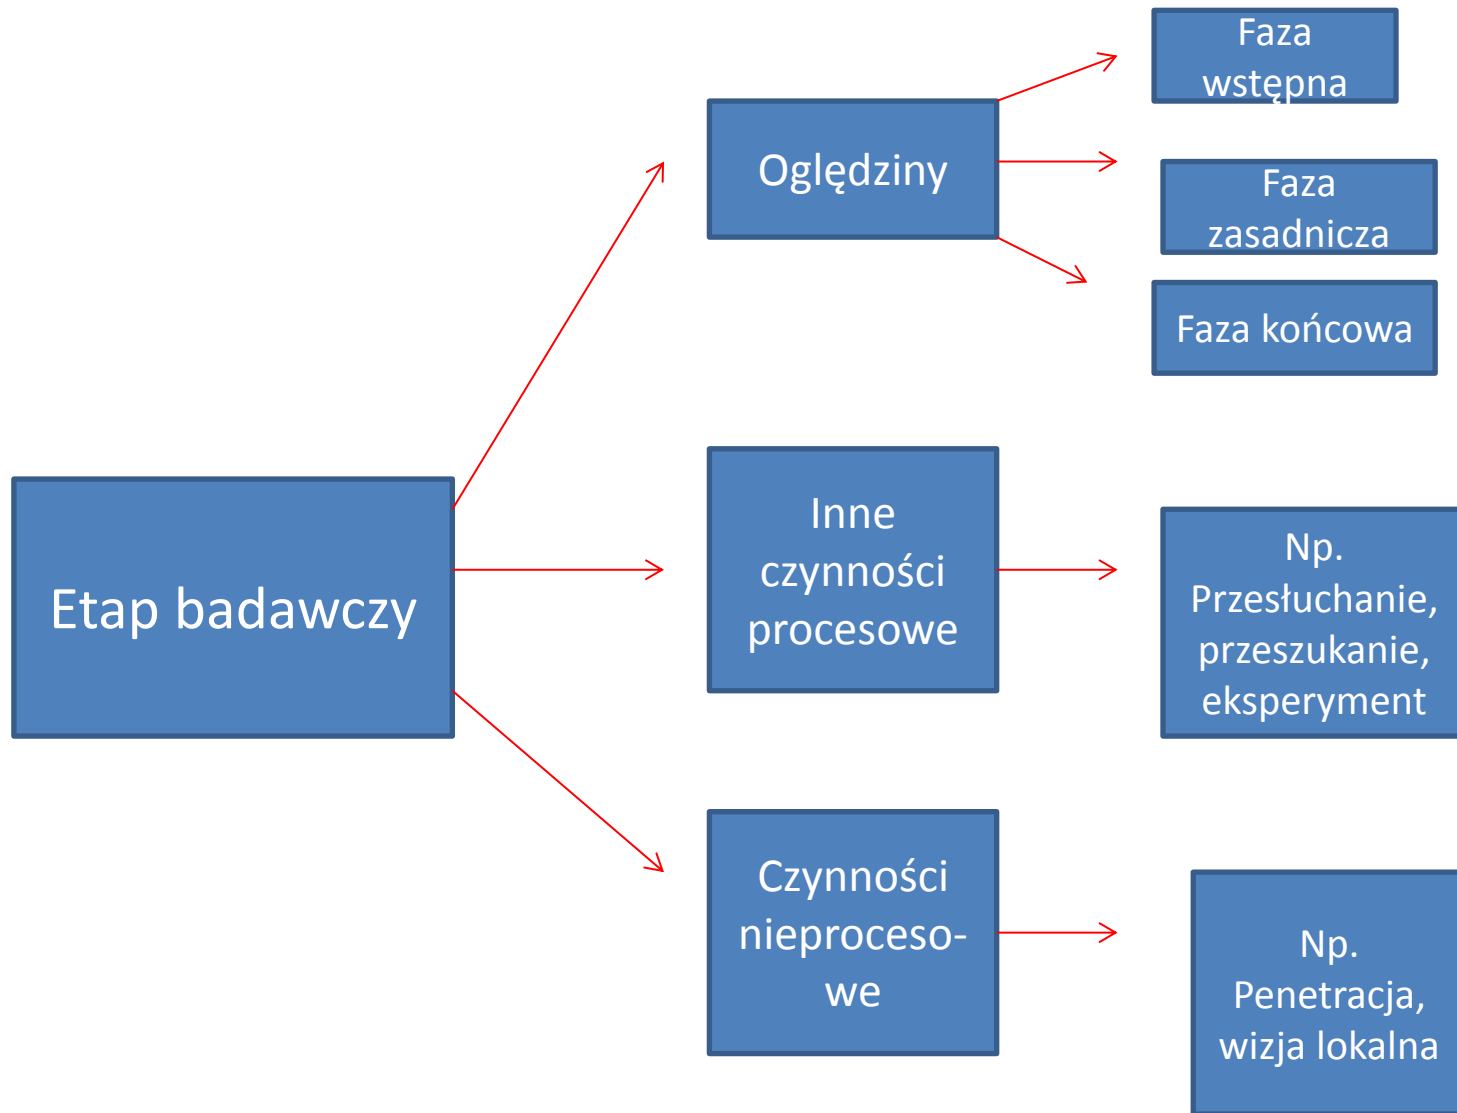 Faza
wstępna
Oględziny
Faza
zasadnicza
Faza końcowa
Etap badawczy
Inne
czynności
procesowe
Np.
Przesłuchanie,
przeszukanie,
eksperyment
Czynności
nieproceso-
we
Np.
Penetracja,
wizja lokalna